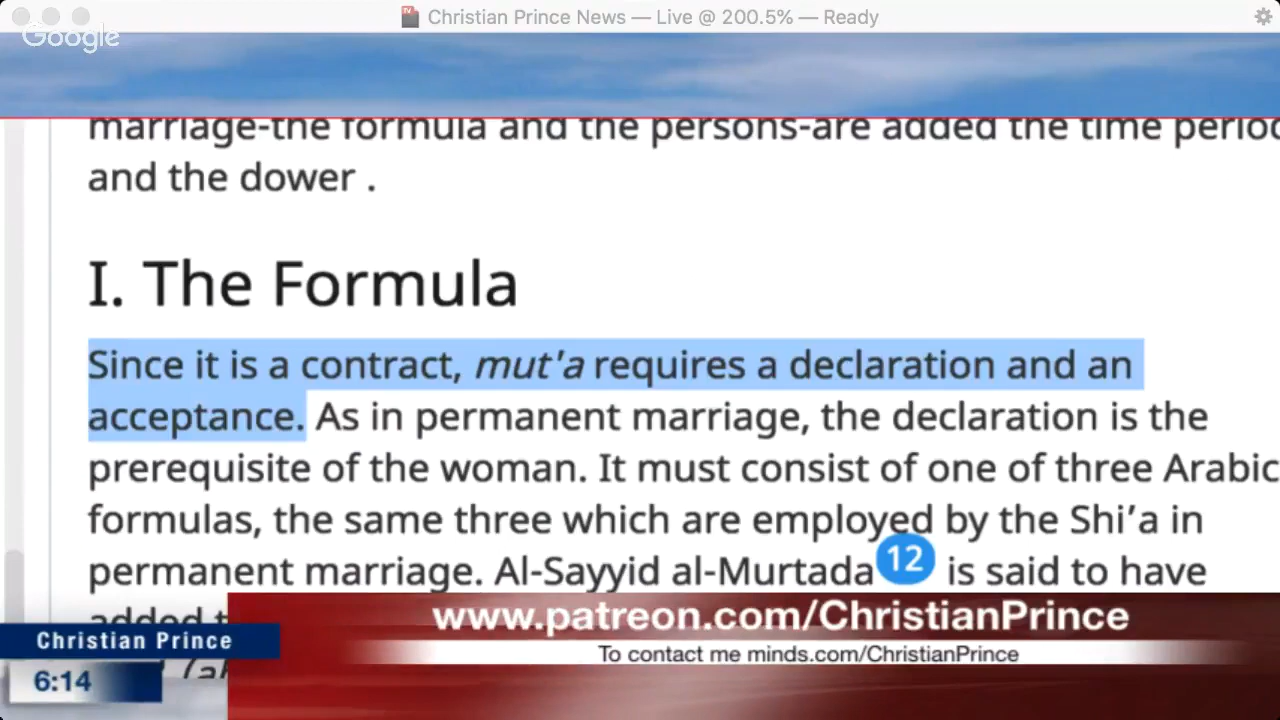 Christian Prince News — Live @ 200.5% — Ready
Google
marriage-the formula and the persons-are added the time period
and the dower .
I. The Formula
Since it is a contract, mut'a requires a declaration and an
acceptance. As in permanent marriage, the declaration is the
prerequisite of the woman. It must consist of one of three Arabic
formulas, the same three which are employed by the Shi'a in
permanent marriage. Al-Sayyid al-Murtada 12 is said to have
added
www.patreon.com/ChristianPrince
To contact me minds.com/ChristianPrince
Christian Prince
6:14